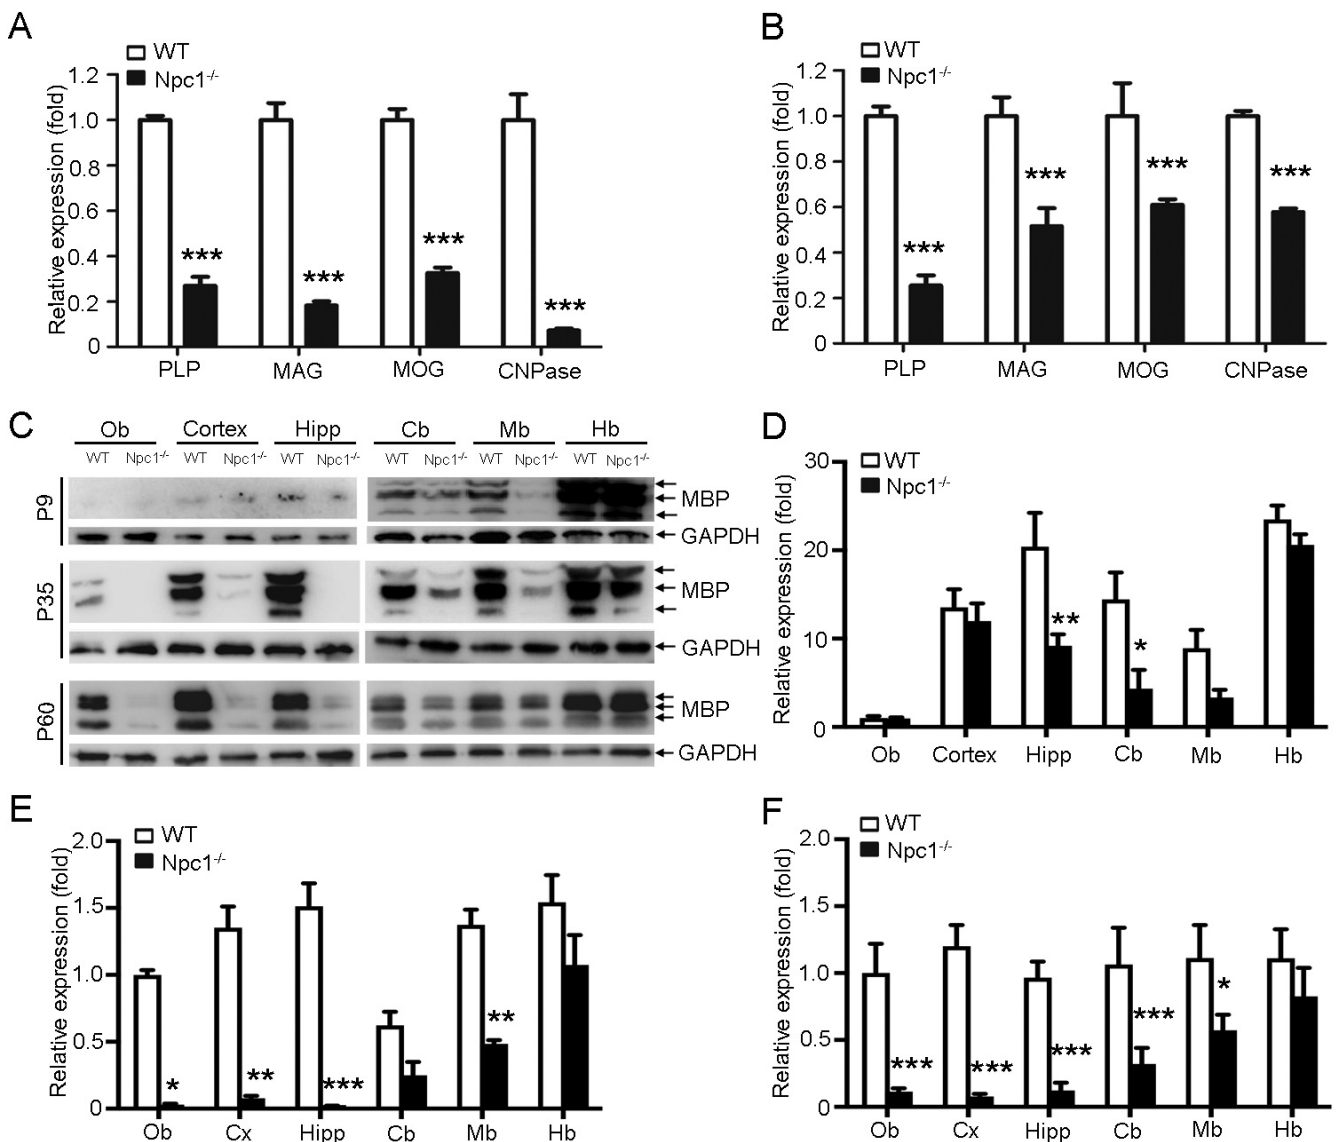 A
WT
Npc1-/-
Relative expression (fold)
1.2
1.0
0.8
0.6
0.4
0.2
0
***
***
***
***
PLP
MAG
MOG
CNPase
B
WT
Npc1-/-
Relative expression (fold)
1.2
1.0
0.8
0.6
0.4
0.2
0
***
***
***
***
PLP
MAG
MOG
CNPase
C
Ob Cortex Hipp Cb Mb Hb
WT Npc1-/- WT Npc1-/- WT Npc1-/- WT Npc1-/- WT Npc1-/- WT Npc1-/-
P9
MBP
GAPDH
P35
MBP
GAPDH
P60
MBP
GAPDH
D
WT
Npc1-/-
Relative expression (fold)
30
20
10
0
**
*
Ob
Cortex
Hipp
Cb
Mb
Hb
E
WT
Npc1-/-
Relative expression (fold)
2.0
1.5
1.0
0.5
0
*
**
***
**
Ob
Cx
Hipp
Cb
Mb
Hb
F
WT
Npc1-/-
Relative expression (fold)
2.0
1.5
1.0
0.5
0
***
***
***
***
*
Ob
Cx
Hipp
Cb
Mb
Hb